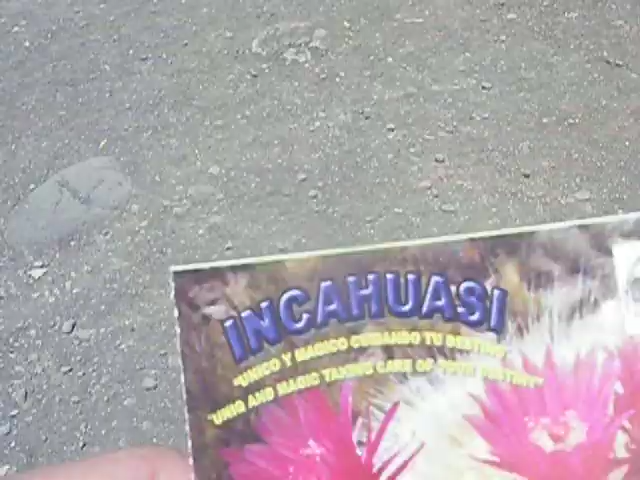 INCAHUASI
"UNICO Y MAGICO CUIDANDO TU DESTINO"
"UNIQ AND MAGIC TAKING CARE OF YOUR DESTINY"